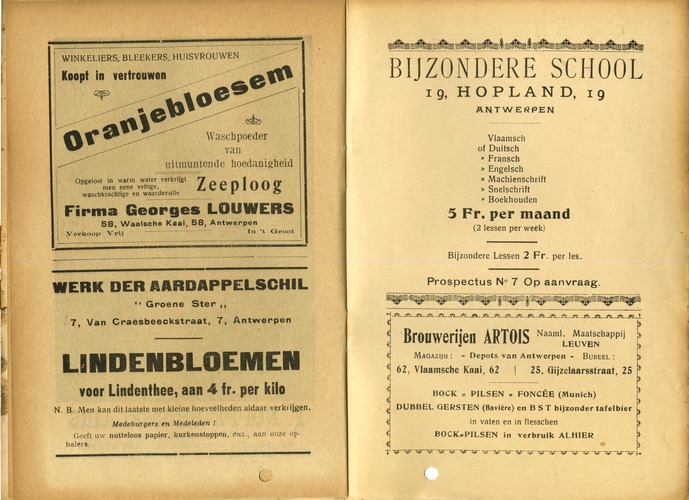 WINKELIERS, BLEEKERS, HUISVROUWEN
Koopt in vertrouwen
Oranjebloesem
Waschpoeder
van
uitmuntende hoedanigheid
Opgelost in warm water verkrijgt
men eene vettige,
waschkrachtige en waardevolle
Zeeploog
Firma Georges LOUWERS
58, Waalsche Kaai, 58, Antwerpen
Verkoop Vrij In 't Groot
WERK DER AARDAPPELSCHIL
" Groene Ster „
7, Van Craesbeeckstraat, 7, Antwerpen
LINDENBLOEMEN
voor Lindenthee, aan 4 fr. per kilo
N. B. Men kan dit laatste met kleine hoeveelheden aldaar verkrijgen.
Medeburgers en Medeleden !
Geeft uw nutteloos papier, kurkenstoppen, enz., aan onze op-
halers.
BIJZONDERE SCHOOL
19, HOPLAND, 19
ANTWERPEN
Vlaamsch
of Duitsch
» Fransch
» Engelsch
» Machienschrift
» Snelschrift
» Boekhouden
5 Fr. per maand
(2 lessen per week)
Bijzondere Lessen 2 Fr. per les.
Prospectus No 7 Op aanvraag.
Brouwerijen ARTOIS Naaml. Maatschappij
LEUVEN
MAGAZIJN : - Depots van Antwerpen - BUREEL :
62, Vlaamsche Kaai, 62 | 25, Gijzelaarsstraat, 25
BOCK = PILSEN = FONCÉE (Munich)
DUBBEL GERSTEN (Bavière) en B S T bijzonder tafelbier
in vaten en in flesschen
BOCK=PILSEN in verbruik ALHIER